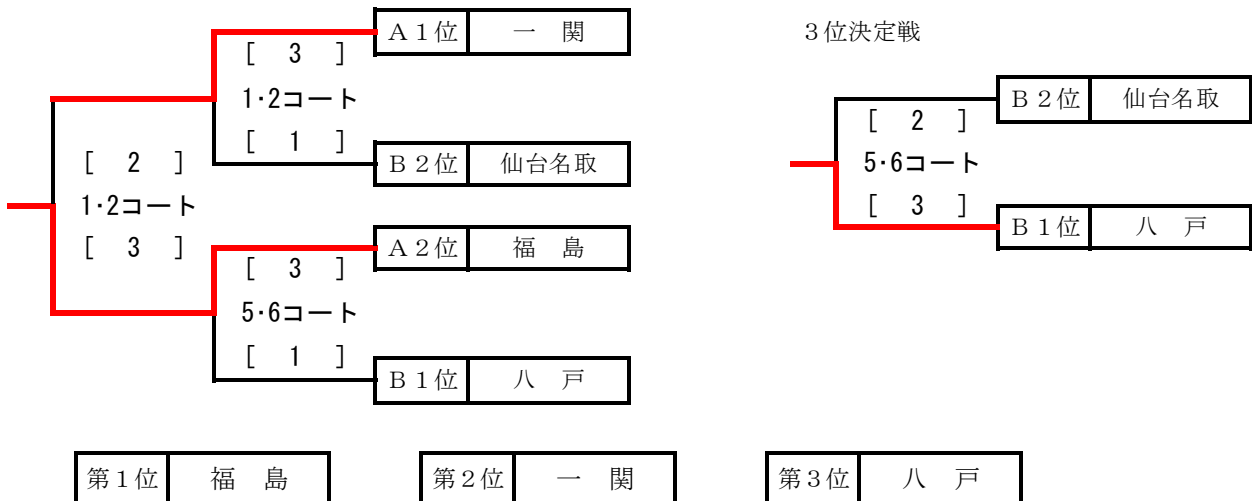 A1位 一 関
[ 3 ]
1・2コート
[ 1 ]
B2位 仙台名取
[ 2 ]
1・2コート
[ 3 ]
A2位 福 島
[ 3 ]
5・6コート
[ 1 ]
B1位 八 戸
3位決定戦
B2位 仙台名取
[ 2 ]
5・6コート
[ 3 ]
B1位 八 戸
第1位 福 島
第2位 一 関
第3位 八 戸